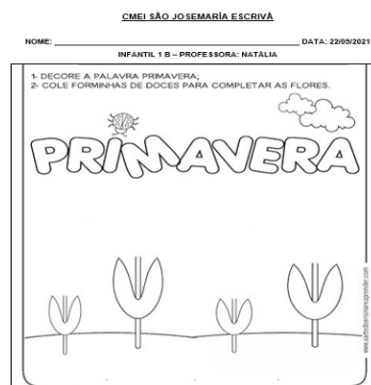 CMEI SÃO JOSEMARÍA ESCRIVÁ
NOME: ______ DATA: 22/09/2021
INFANTIL 1 B – PROFESSORA: NATÁLIA
1- DECORE A PALAVRA PRIMAVERA;
2- COLE FORMINHAS DE DOCES PARA COMPLETAR AS FLORES.
PRIMAVERA